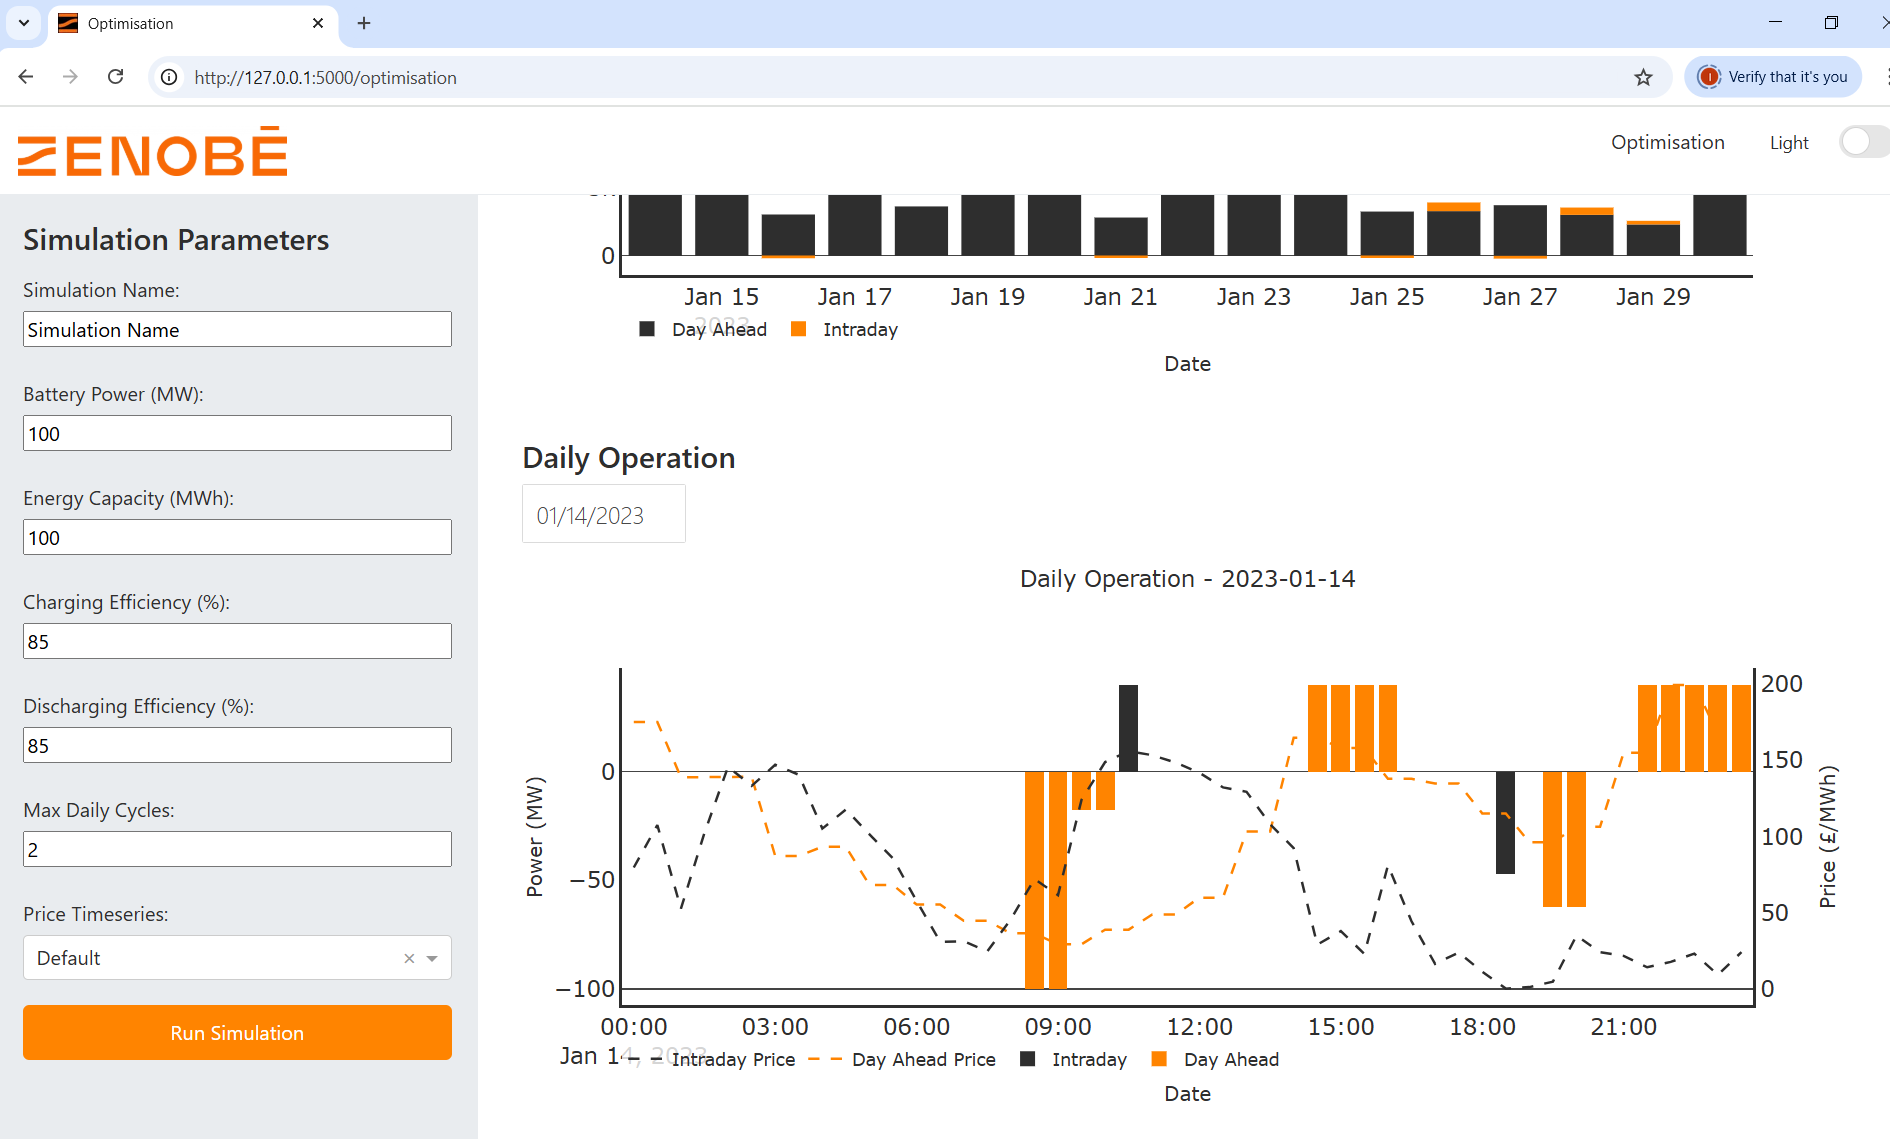 Optimisation
http://127.0.0.1:5000/optimisation
Verify that it's you
ZENOBĒ
Optimisation
Light
Simulation Parameters
Simulation Name:
Simulation Name
Battery Power (MW):
100
Energy Capacity (MWh):
100
Charging Efficiency (%):
85
Discharging Efficiency (%):
85
Max Daily Cycles:
2
Price Timeseries:
Default
Run Simulation
0
Jan 15 Jan 17 Jan 19 Jan 21 Jan 23 Jan 25 Jan 27 Jan 29
2023
Day Ahead Intraday
Date
Daily Operation
01/14/2023
Daily Operation - 2023-01-14
Power (MW)
0
−50
−100
200
150
100
50
0
Price (£/MWh)
00:00 03:00 06:00 09:00 12:00 15:00 18:00 21:00
Jan 14, 2023
Intraday Price Day Ahead Price Intraday Day Ahead
Date